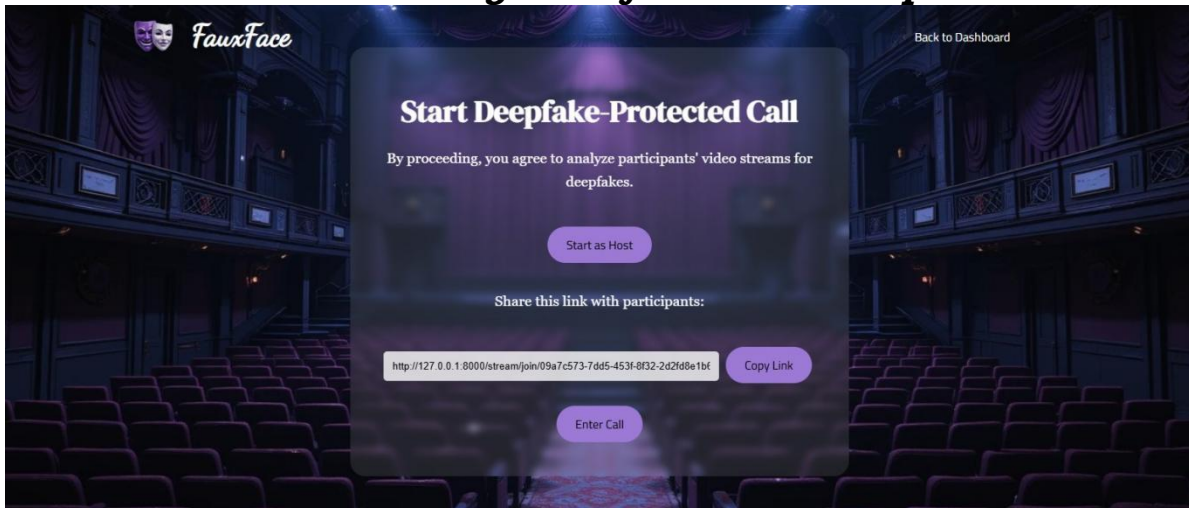 FauxFace
Back to Dashboard
Start Deepfake-Protected Call
By proceeding, you agree to analyze participants' video streams for
deepfakes.
Start as Host
Share this link with participants:
http://127.0.0.1:8000/stream/join/09a7c573-7dd5-453f-8f32-2d2fd8e1b6
Copy Link
Enter Call